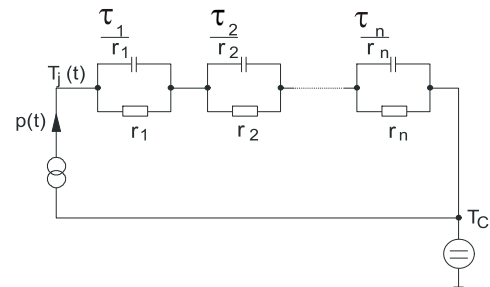 τ1 τ2 τn
r1 r2 rn
Tj (t)
p(t)
r1 r2 rn
TC